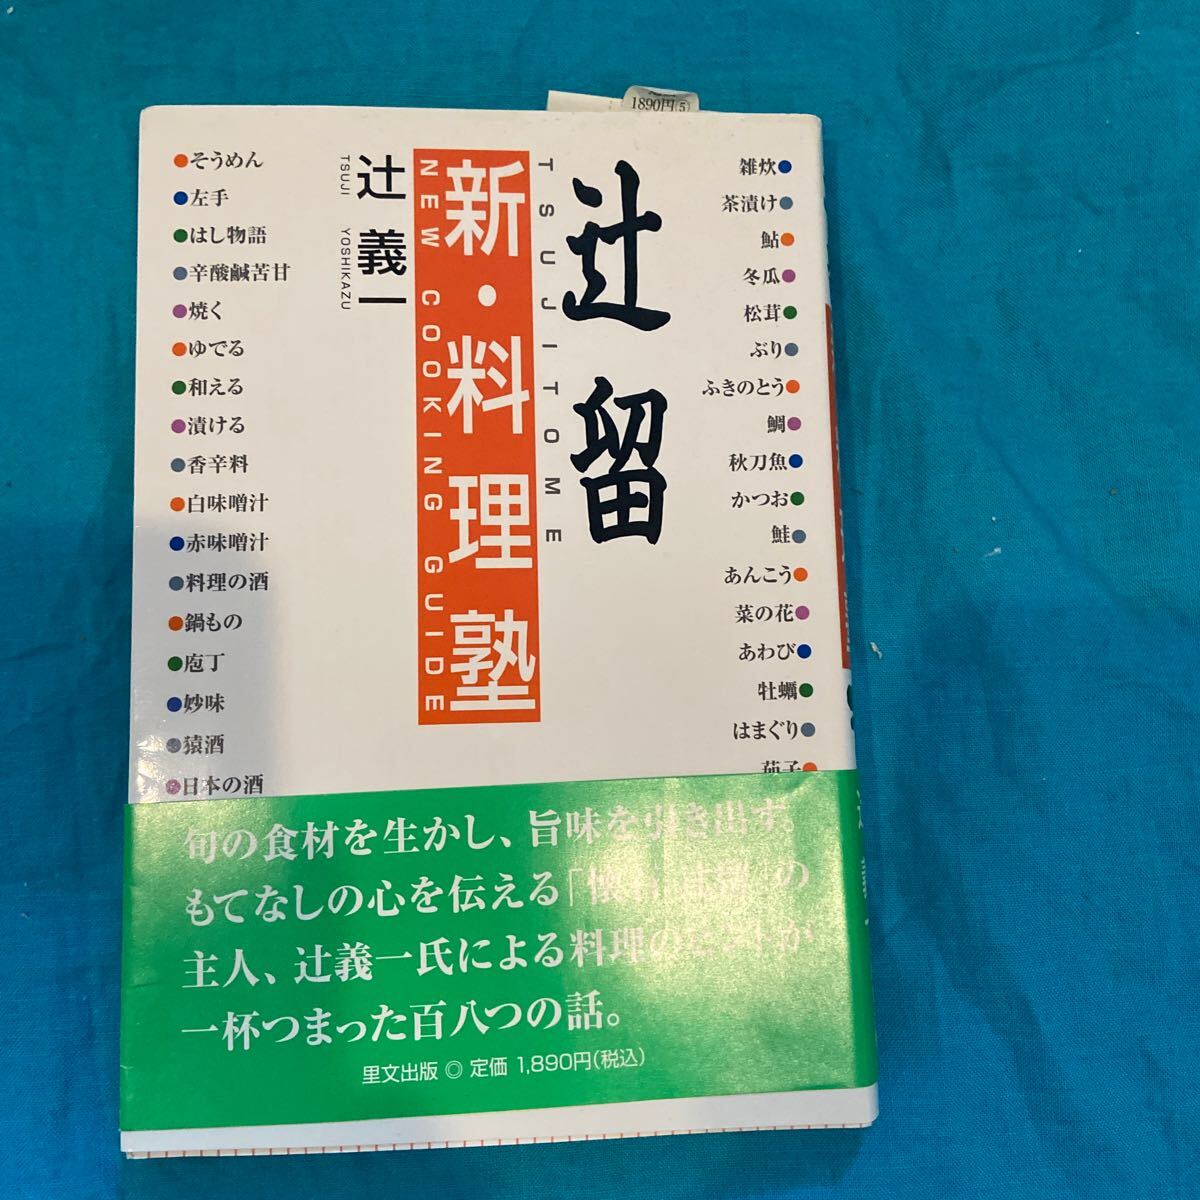 1890円(5)
辻留
TSUJITOME
新・料理塾
NEW COOKING GUIDE
辻 義一
TSUJI YOSHIKAZU
雑炊
茶漬け
鮎
冬瓜
松茸
ぶり
ふきのとう
鯛
秋刀魚
かつお
鮭
あんこう
菜の花
あわび
牡蠣
はまぐり
茄子
そうめん
左手
はし物語
辛酸鹹苦甘
焼く
ゆでる
和える
漬ける
香辛料
白味噌汁
赤味噌汁
料理の酒
鍋もの
庖丁
妙味
猿酒
日本の酒
旬の食材を生かし、旨味を引き出す。
もてなしの心を伝える「懐石 辻留」の
主人、辻義一氏による料理の が
一杯つまった百八つの話。
里文出版 ◎ 定価 1,890円(税込)